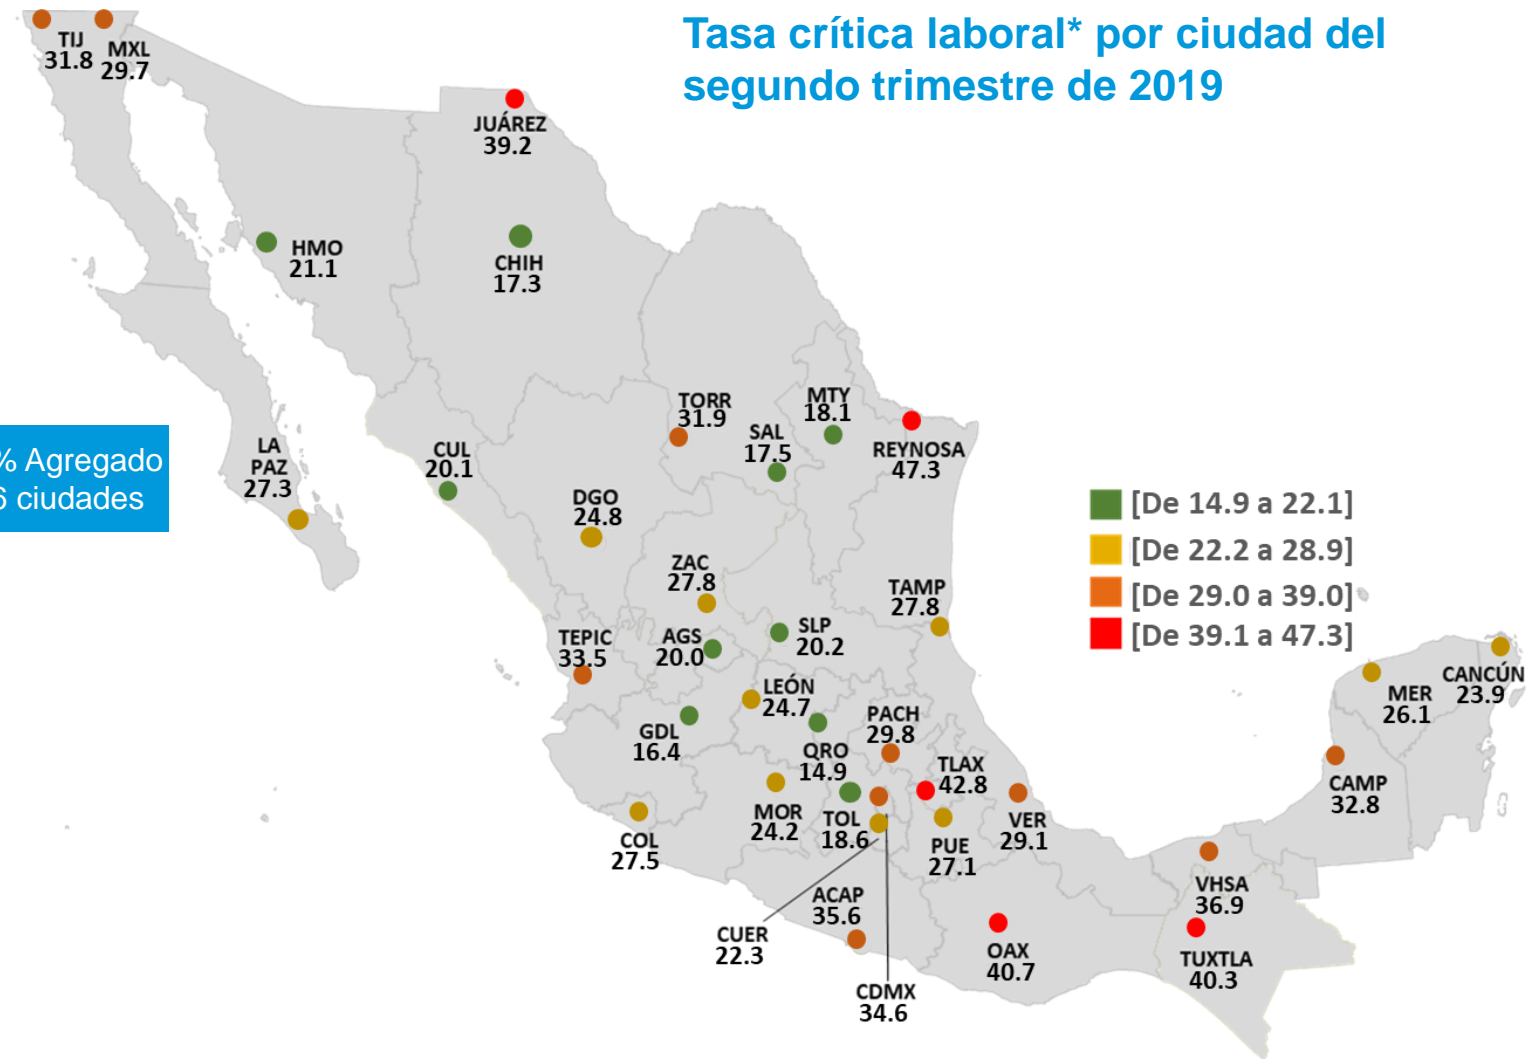 Tasa crítica laboral* por ciudad del
segundo trimestre de 2019
TIJ
31.8
MXL
29.7
JUÁREZ
39.2
HMO
21.1
CHIH
17.3
LA
PAZ
27.3
% Agregado
6 ciudades
CUL
20.1
TORR
31.9
SAL
17.5
MTY
18.1
REYNOSA
47.3
DGO
24.8
ZAC
27.8
TAMP
27.8
[De 14.9 a 22.1]
[De 22.2 a 28.9]
[De 29.0 a 39.0]
[De 39.1 a 47.3]
TEPIC
33.5
AGS
20.0
SLP
20.2
LEÓN
24.7
GDL
16.4
QRO
14.9
PACH
29.8
TLAX
42.8
MER
26.1
CANCÚN
23.9
CAMP
32.8
COL
27.5
MOR
24.2
TOL
18.6
PUE
27.1
VER
29.1
VHSA
36.9
ACAP
35.6
CUER
22.3
CDMX
34.6
OAX
40.7
TUXTLA
40.3